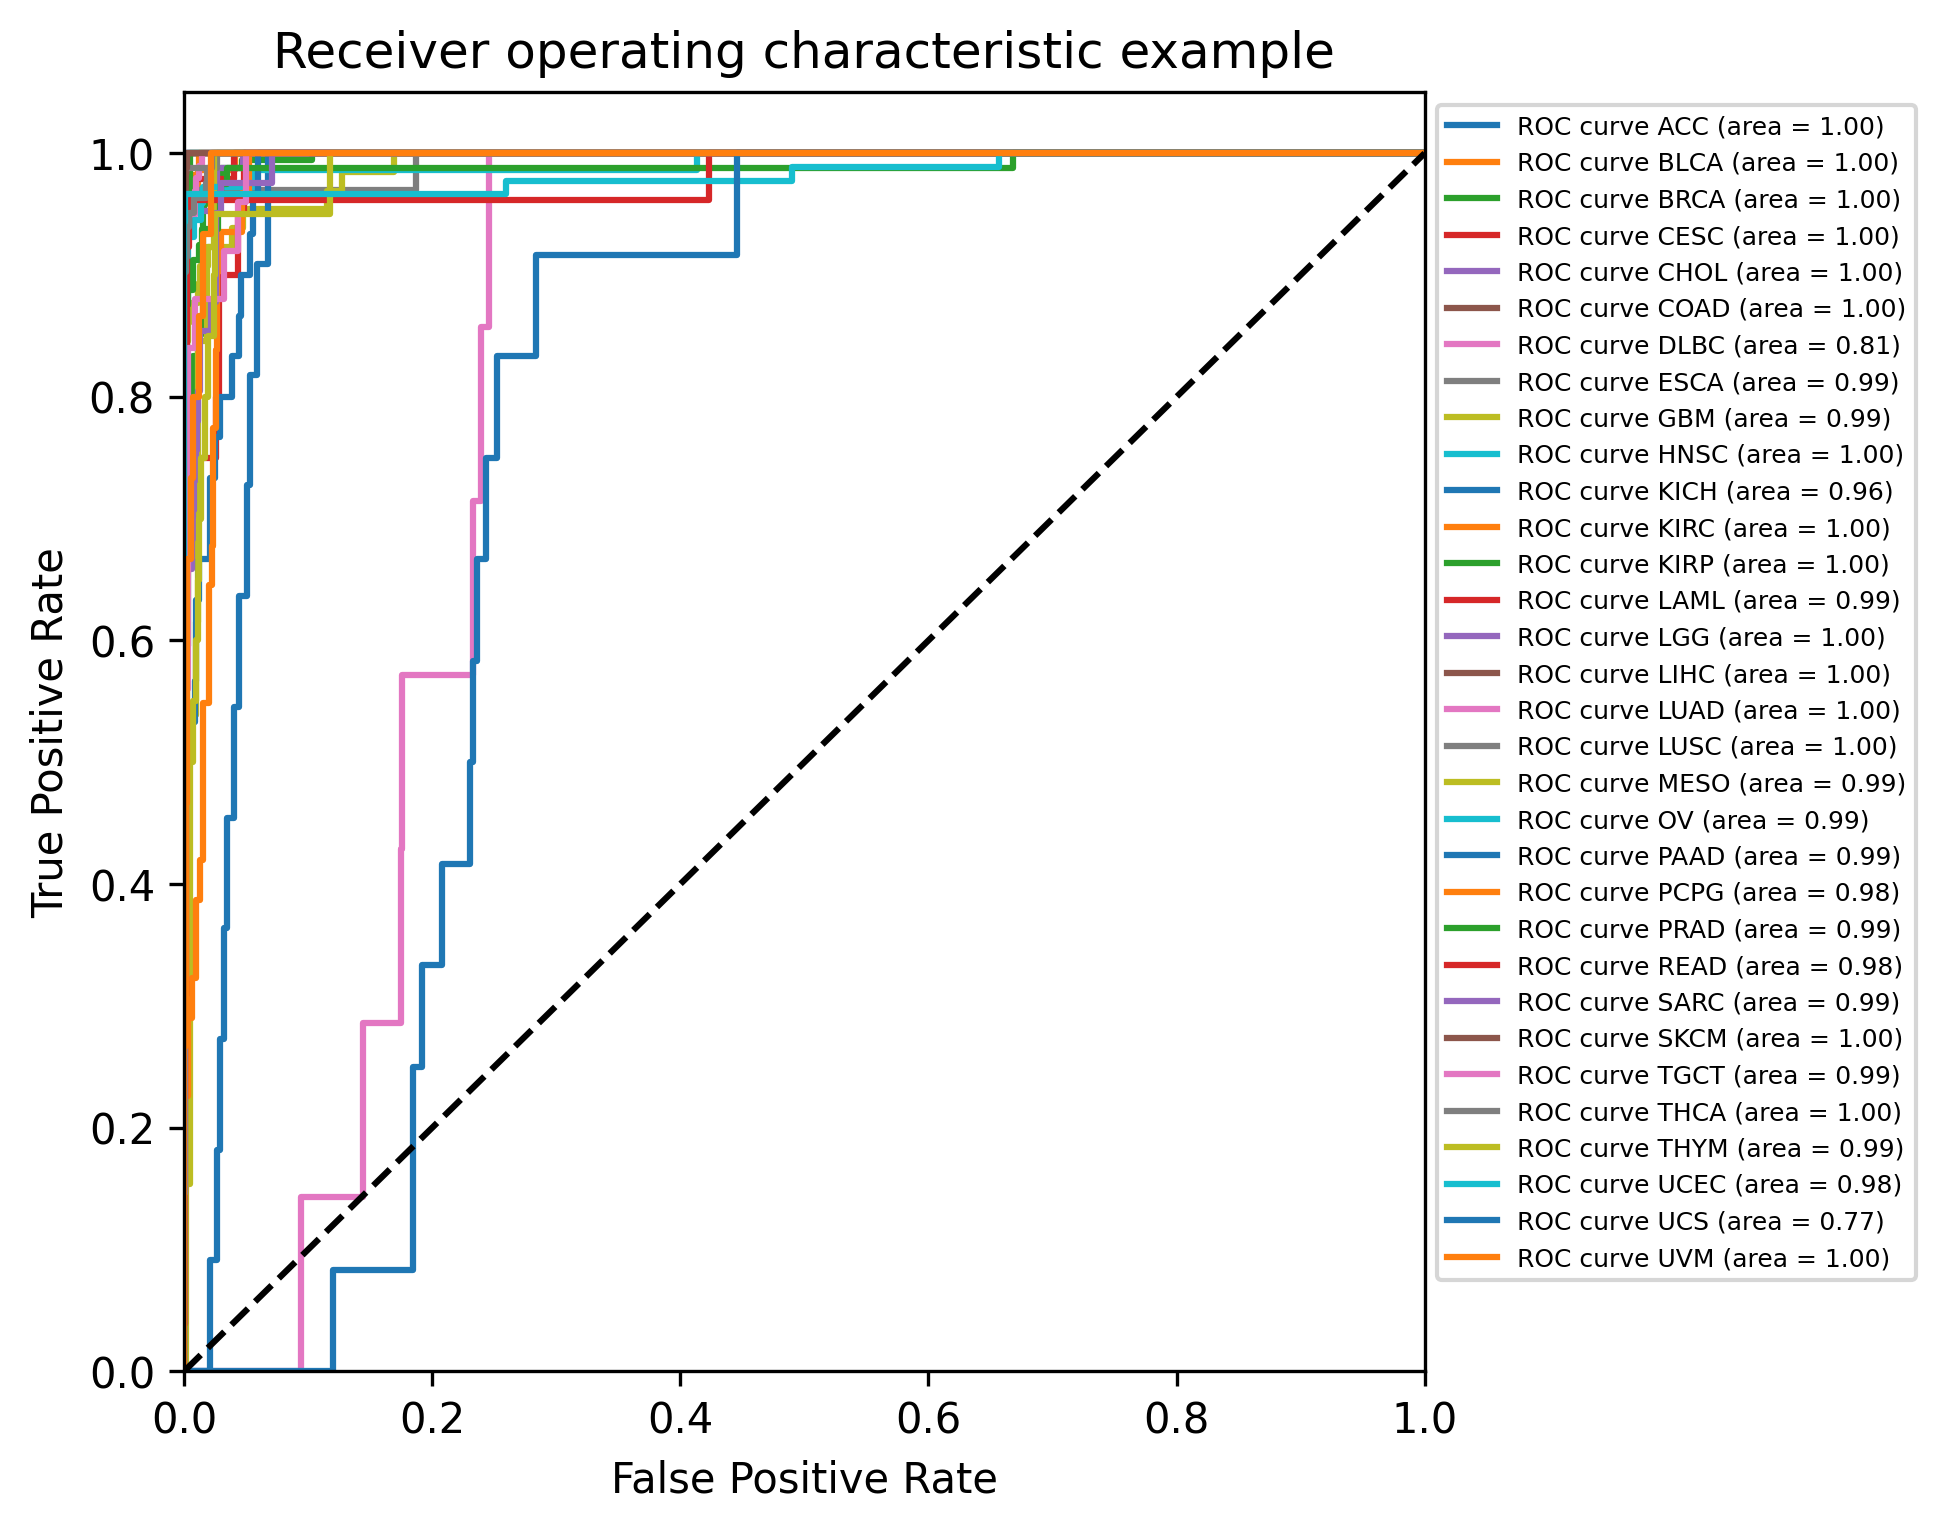 Receiver operating characteristic example
1.0
0.8
0.6
0.4
0.2
0.0
True Positive Rate
0.0 0.2 0.4 0.6 0.8 1.0
False Positive Rate
ROC curve ACC (area = 1.00)
ROC curve BLCA (area = 1.00)
ROC curve BRCA (area = 1.00)
ROC curve CESC (area = 1.00)
ROC curve CHOL (area = 1.00)
ROC curve COAD (area = 1.00)
ROC curve DLBC (area = 0.81)
ROC curve ESCA (area = 0.99)
ROC curve GBM (area = 0.99)
ROC curve HNSC (area = 1.00)
ROC curve KICH (area = 0.96)
ROC curve KIRC (area = 1.00)
ROC curve KIRP (area = 1.00)
ROC curve LAML (area = 0.99)
ROC curve LGG (area = 1.00)
ROC curve LIHC (area = 1.00)
ROC curve LUAD (area = 1.00)
ROC curve LUSC (area = 1.00)
ROC curve MESO (area = 0.99)
ROC curve OV (area = 0.99)
ROC curve PAAD (area = 0.99)
ROC curve PCPG (area = 0.98)
ROC curve PRAD (area = 0.99)
ROC curve READ (area = 0.98)
ROC curve SARC (area = 0.99)
ROC curve SKCM (area = 1.00)
ROC curve TGCT (area = 0.99)
ROC curve THCA (area = 1.00)
ROC curve THYM (area = 0.99)
ROC curve UCEC (area = 0.98)
ROC curve UCS (area = 0.77)
ROC curve UVM (area = 1.00)